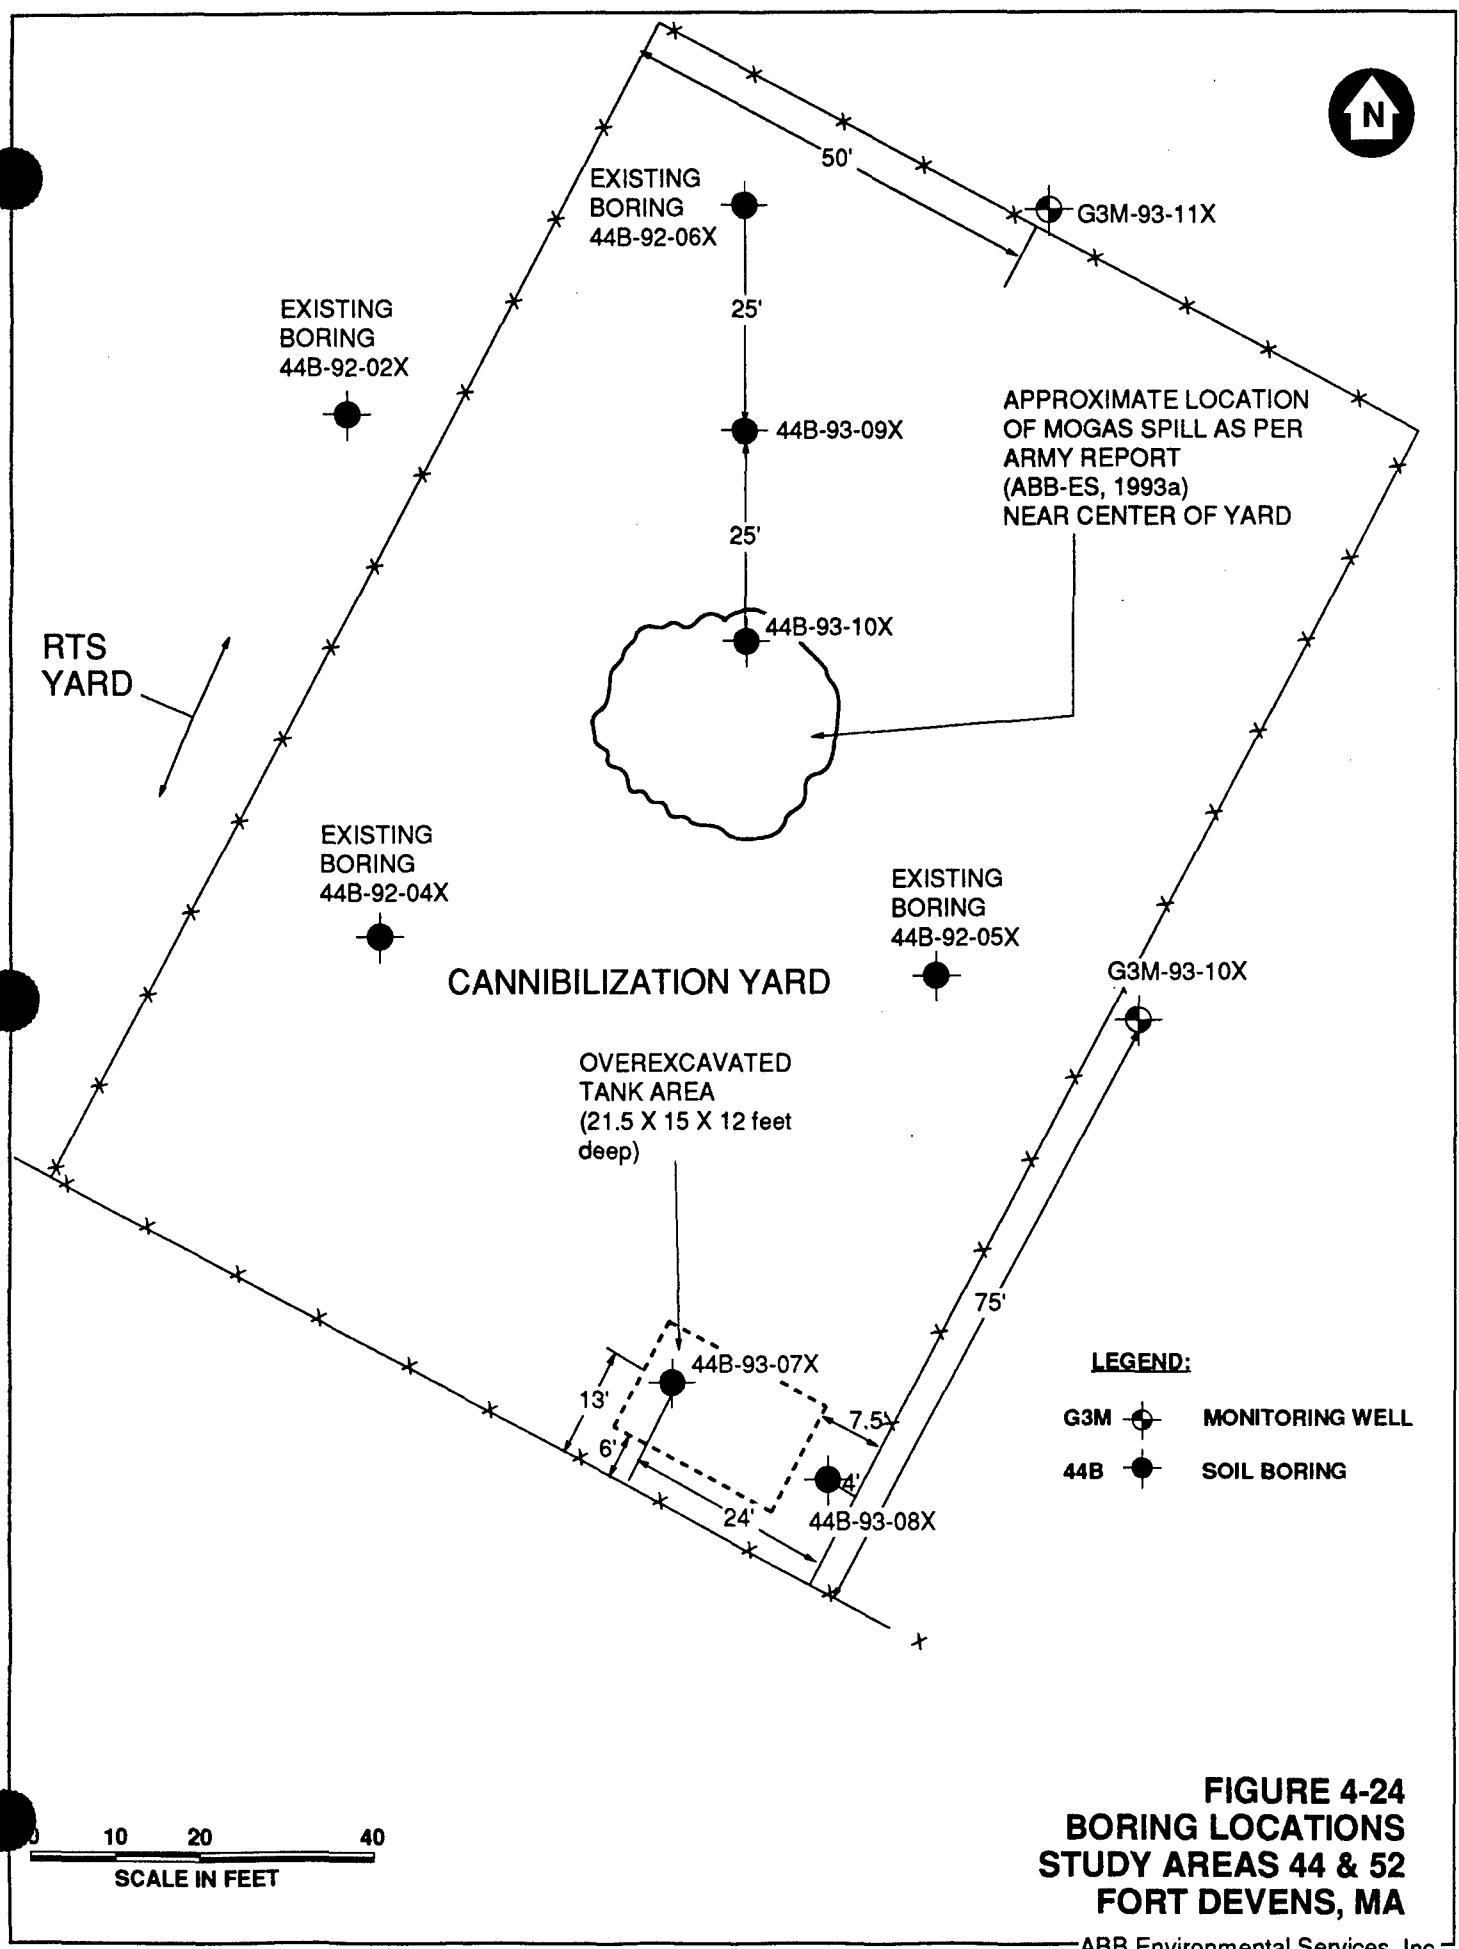 N
50'
EXISTING
BORING
44B-92-06X
G3M-93-11X
25'
EXISTING
BORING
44B-92-02X
44B-93-09X
APPROXIMATE LOCATION
OF MOGAS SPILL AS PER
ARMY REPORT
(ABB-ES, 1993a)
NEAR CENTER OF YARD
25'
44B-93-10X
RTS
YARD
EXISTING
BORING
44B-92-04X
EXISTING
BORING
44B-92-05X
CANNIBILIZATION YARD
G3M-93-10X
OVEREXCAVATED
TANK AREA
(21.5 X 15 X 12 feet
deep)
75'
44B-93-07X
13'
7.5'
6'
4'
24'
44B-93-08X
LEGEND:
G3M MONITORING WELL
44B SOIL BORING
0 10 20 40
SCALE IN FEET
FIGURE 4-24
BORING LOCATIONS
STUDY AREAS 44 & 52
FORT DEVENS, MA
ABB Environmental Services, Inc.